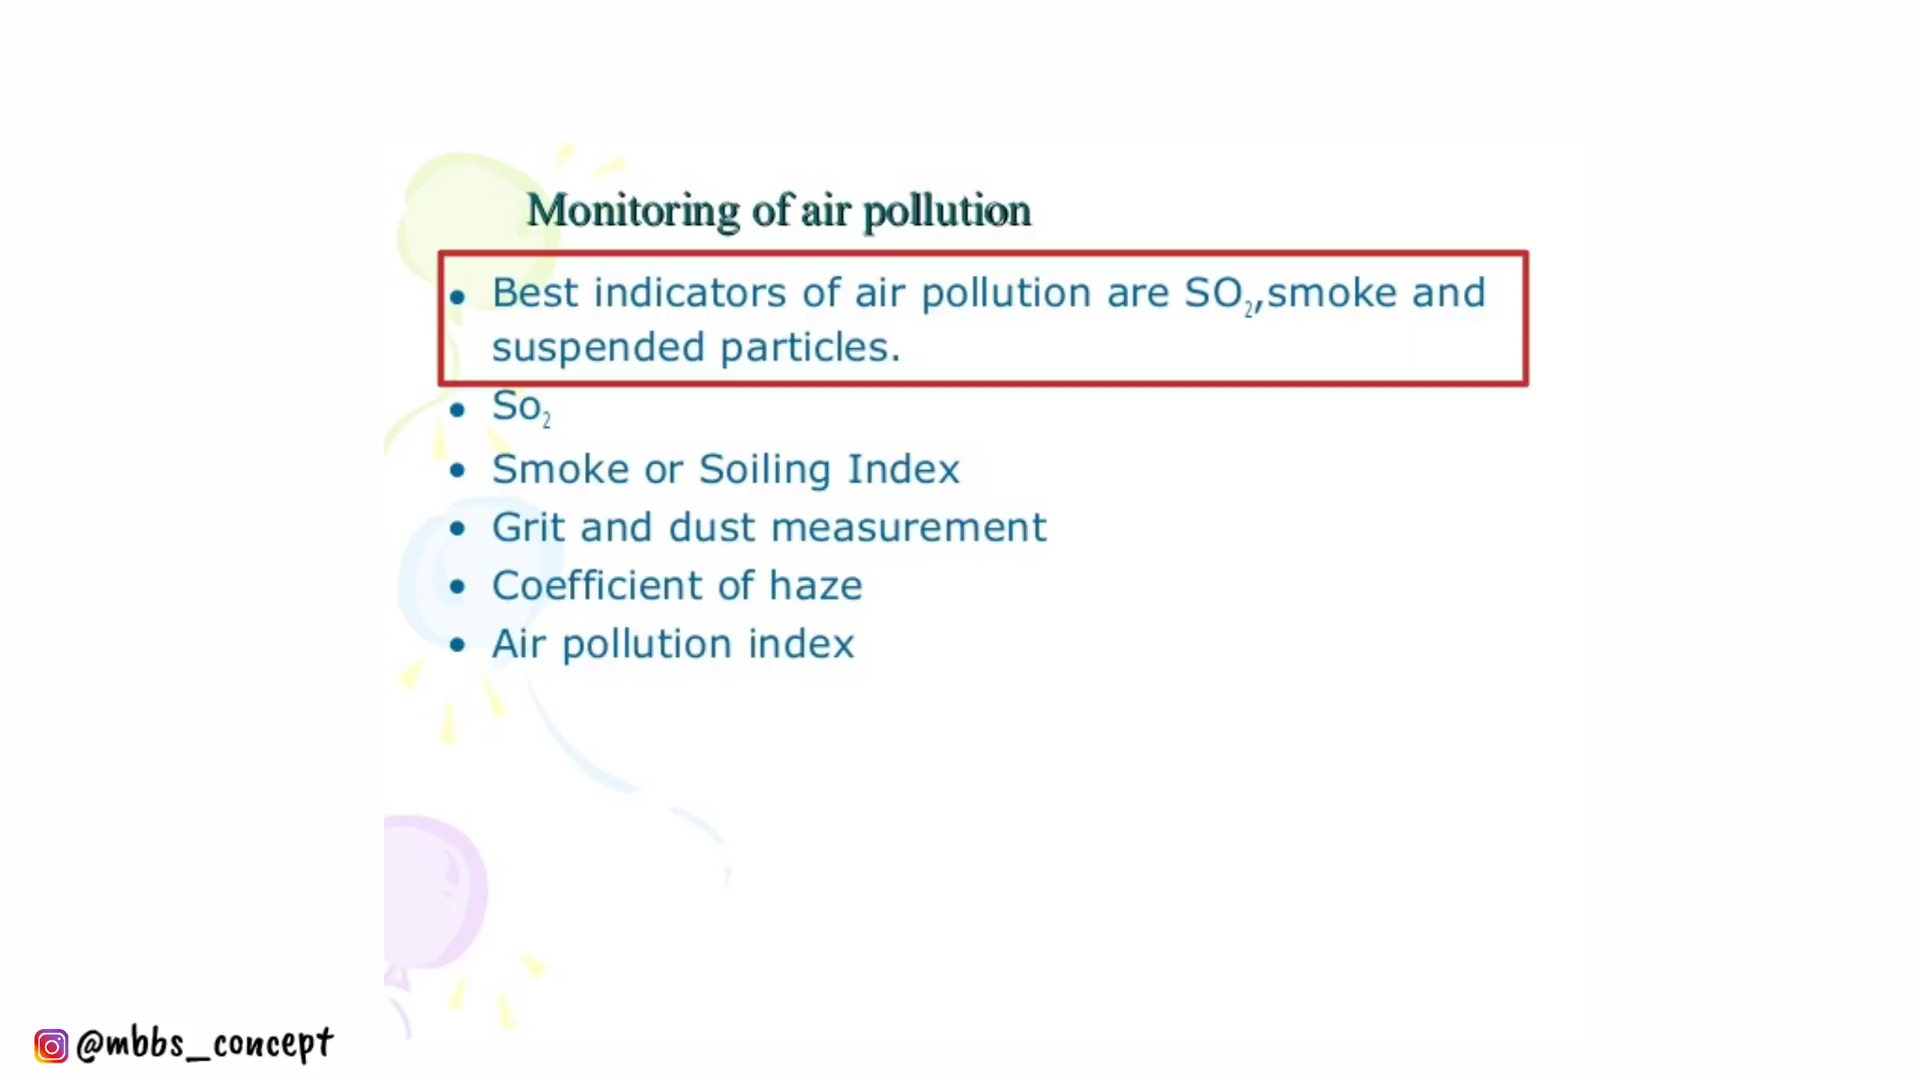 Monitoring of air pollution
• Best indicators of air pollution are SO₂,smoke and
suspended particles.
• So₂
• Smoke or Soiling Index
• Grit and dust measurement
• Coefficient of haze
• Air pollution index
@mbbs_concept